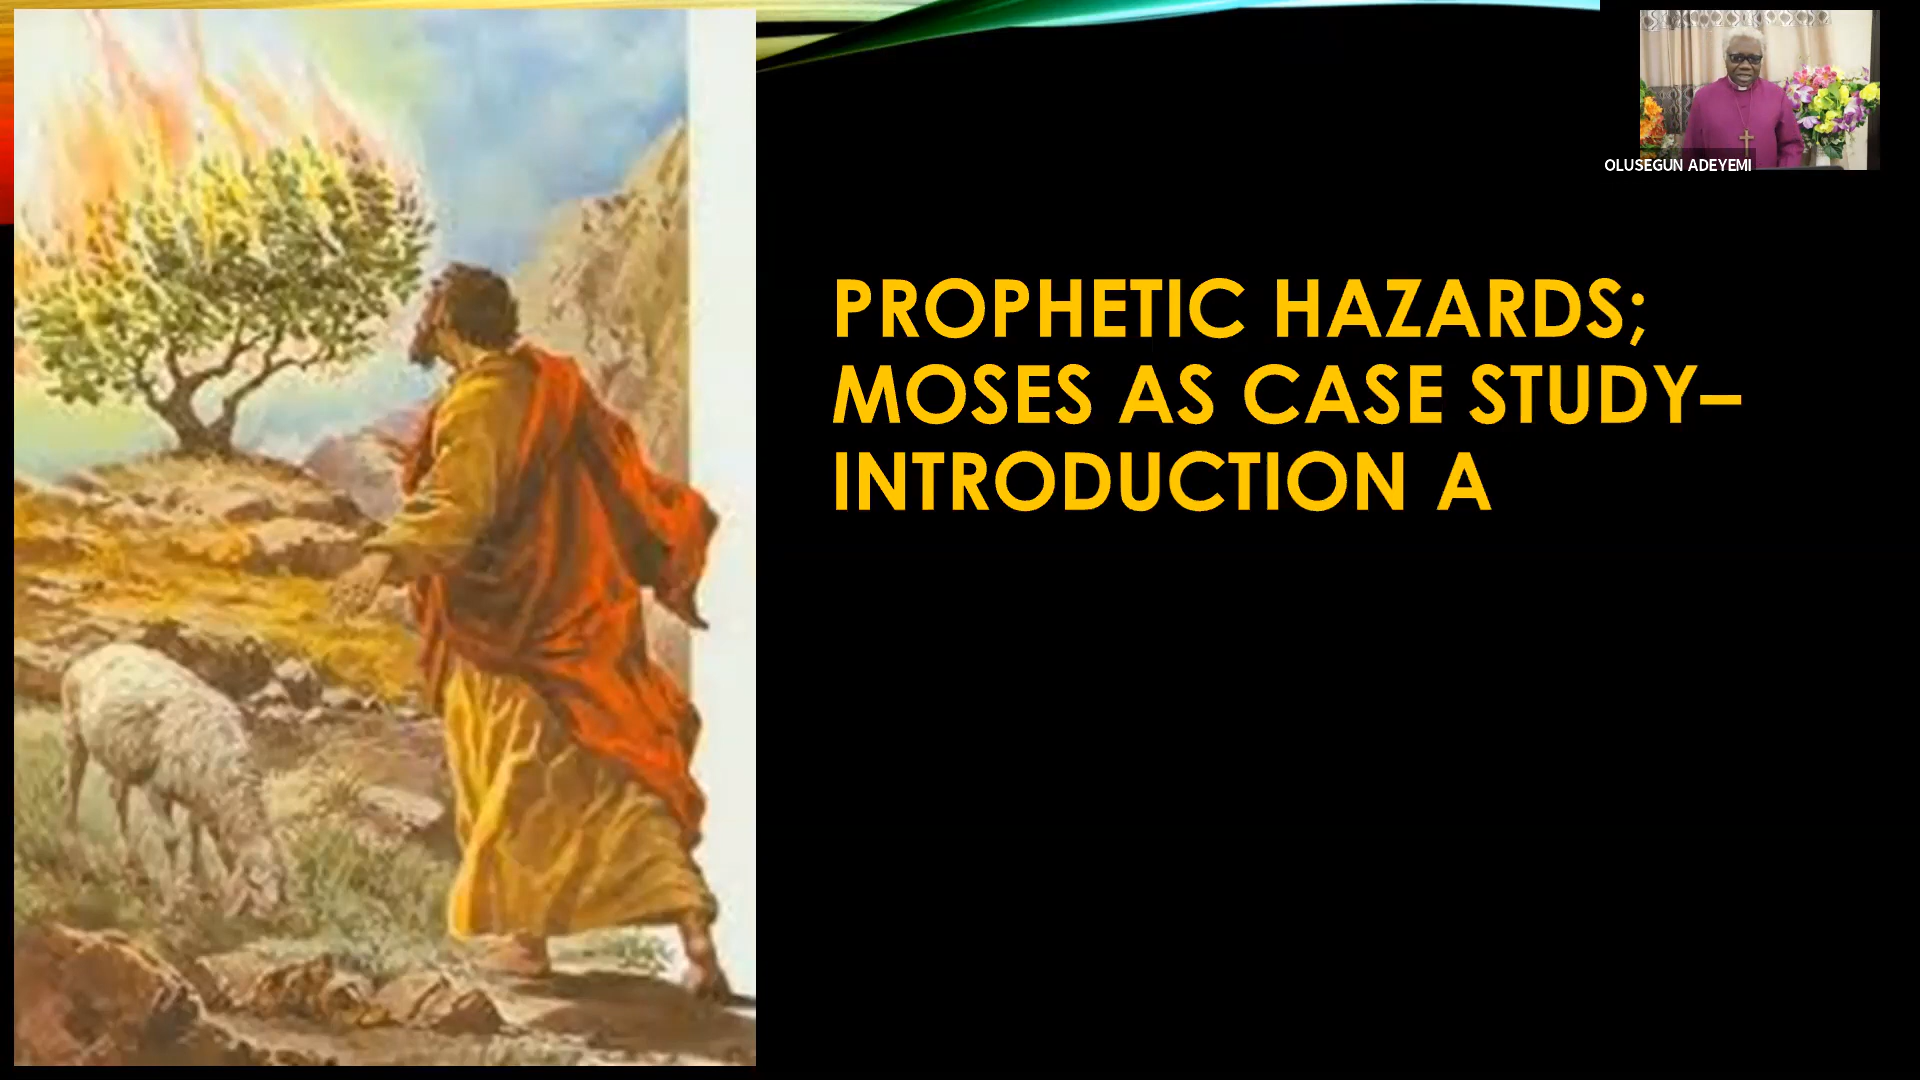 OLUSEGUN ADEYEMI
PROPHETIC HAZARDS;
MOSES AS CASE STUDY–
INTRODUCTION A